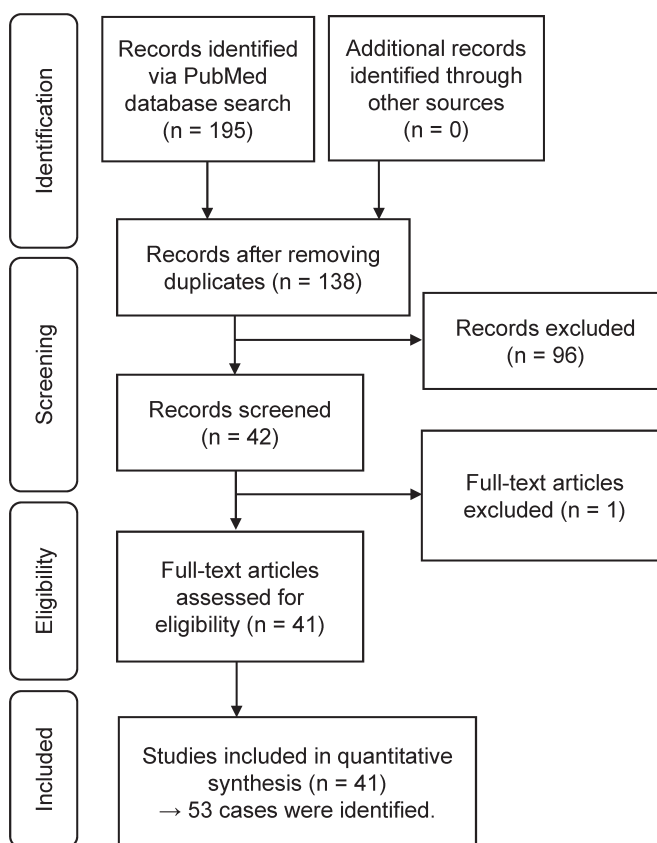 Identification
Records identified
via PubMed
database search
(n = 195)
Additional records
identified through
other sources
(n = 0)
Records after removing
duplicates (n = 138)
Screening
Records excluded
(n = 96)
Records screened
(n = 42)
Full-text articles
excluded (n = 1)
Eligibility
Full-text articles
assessed for
eligibility (n = 41)
Included
Studies included in quantitative
synthesis (n = 41)
→ 53 cases were identified.